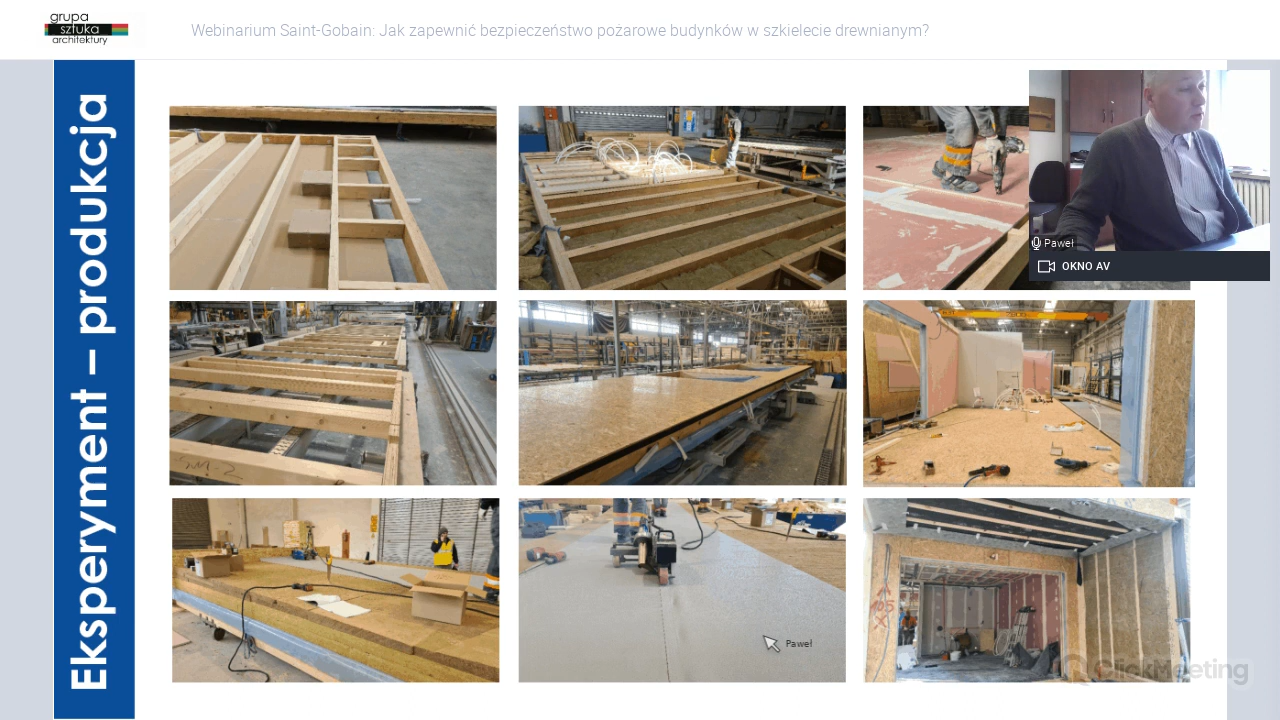 grupa
sztuka
architektury
Webinarium Saint-Gobain: Jak zapewnić bezpieczeństwo pożarowe budynków w szkielecie drewnianym?
Eksperyment – produkcja
Paweł
OKNO AV
105
Paweł
ClickMeeting